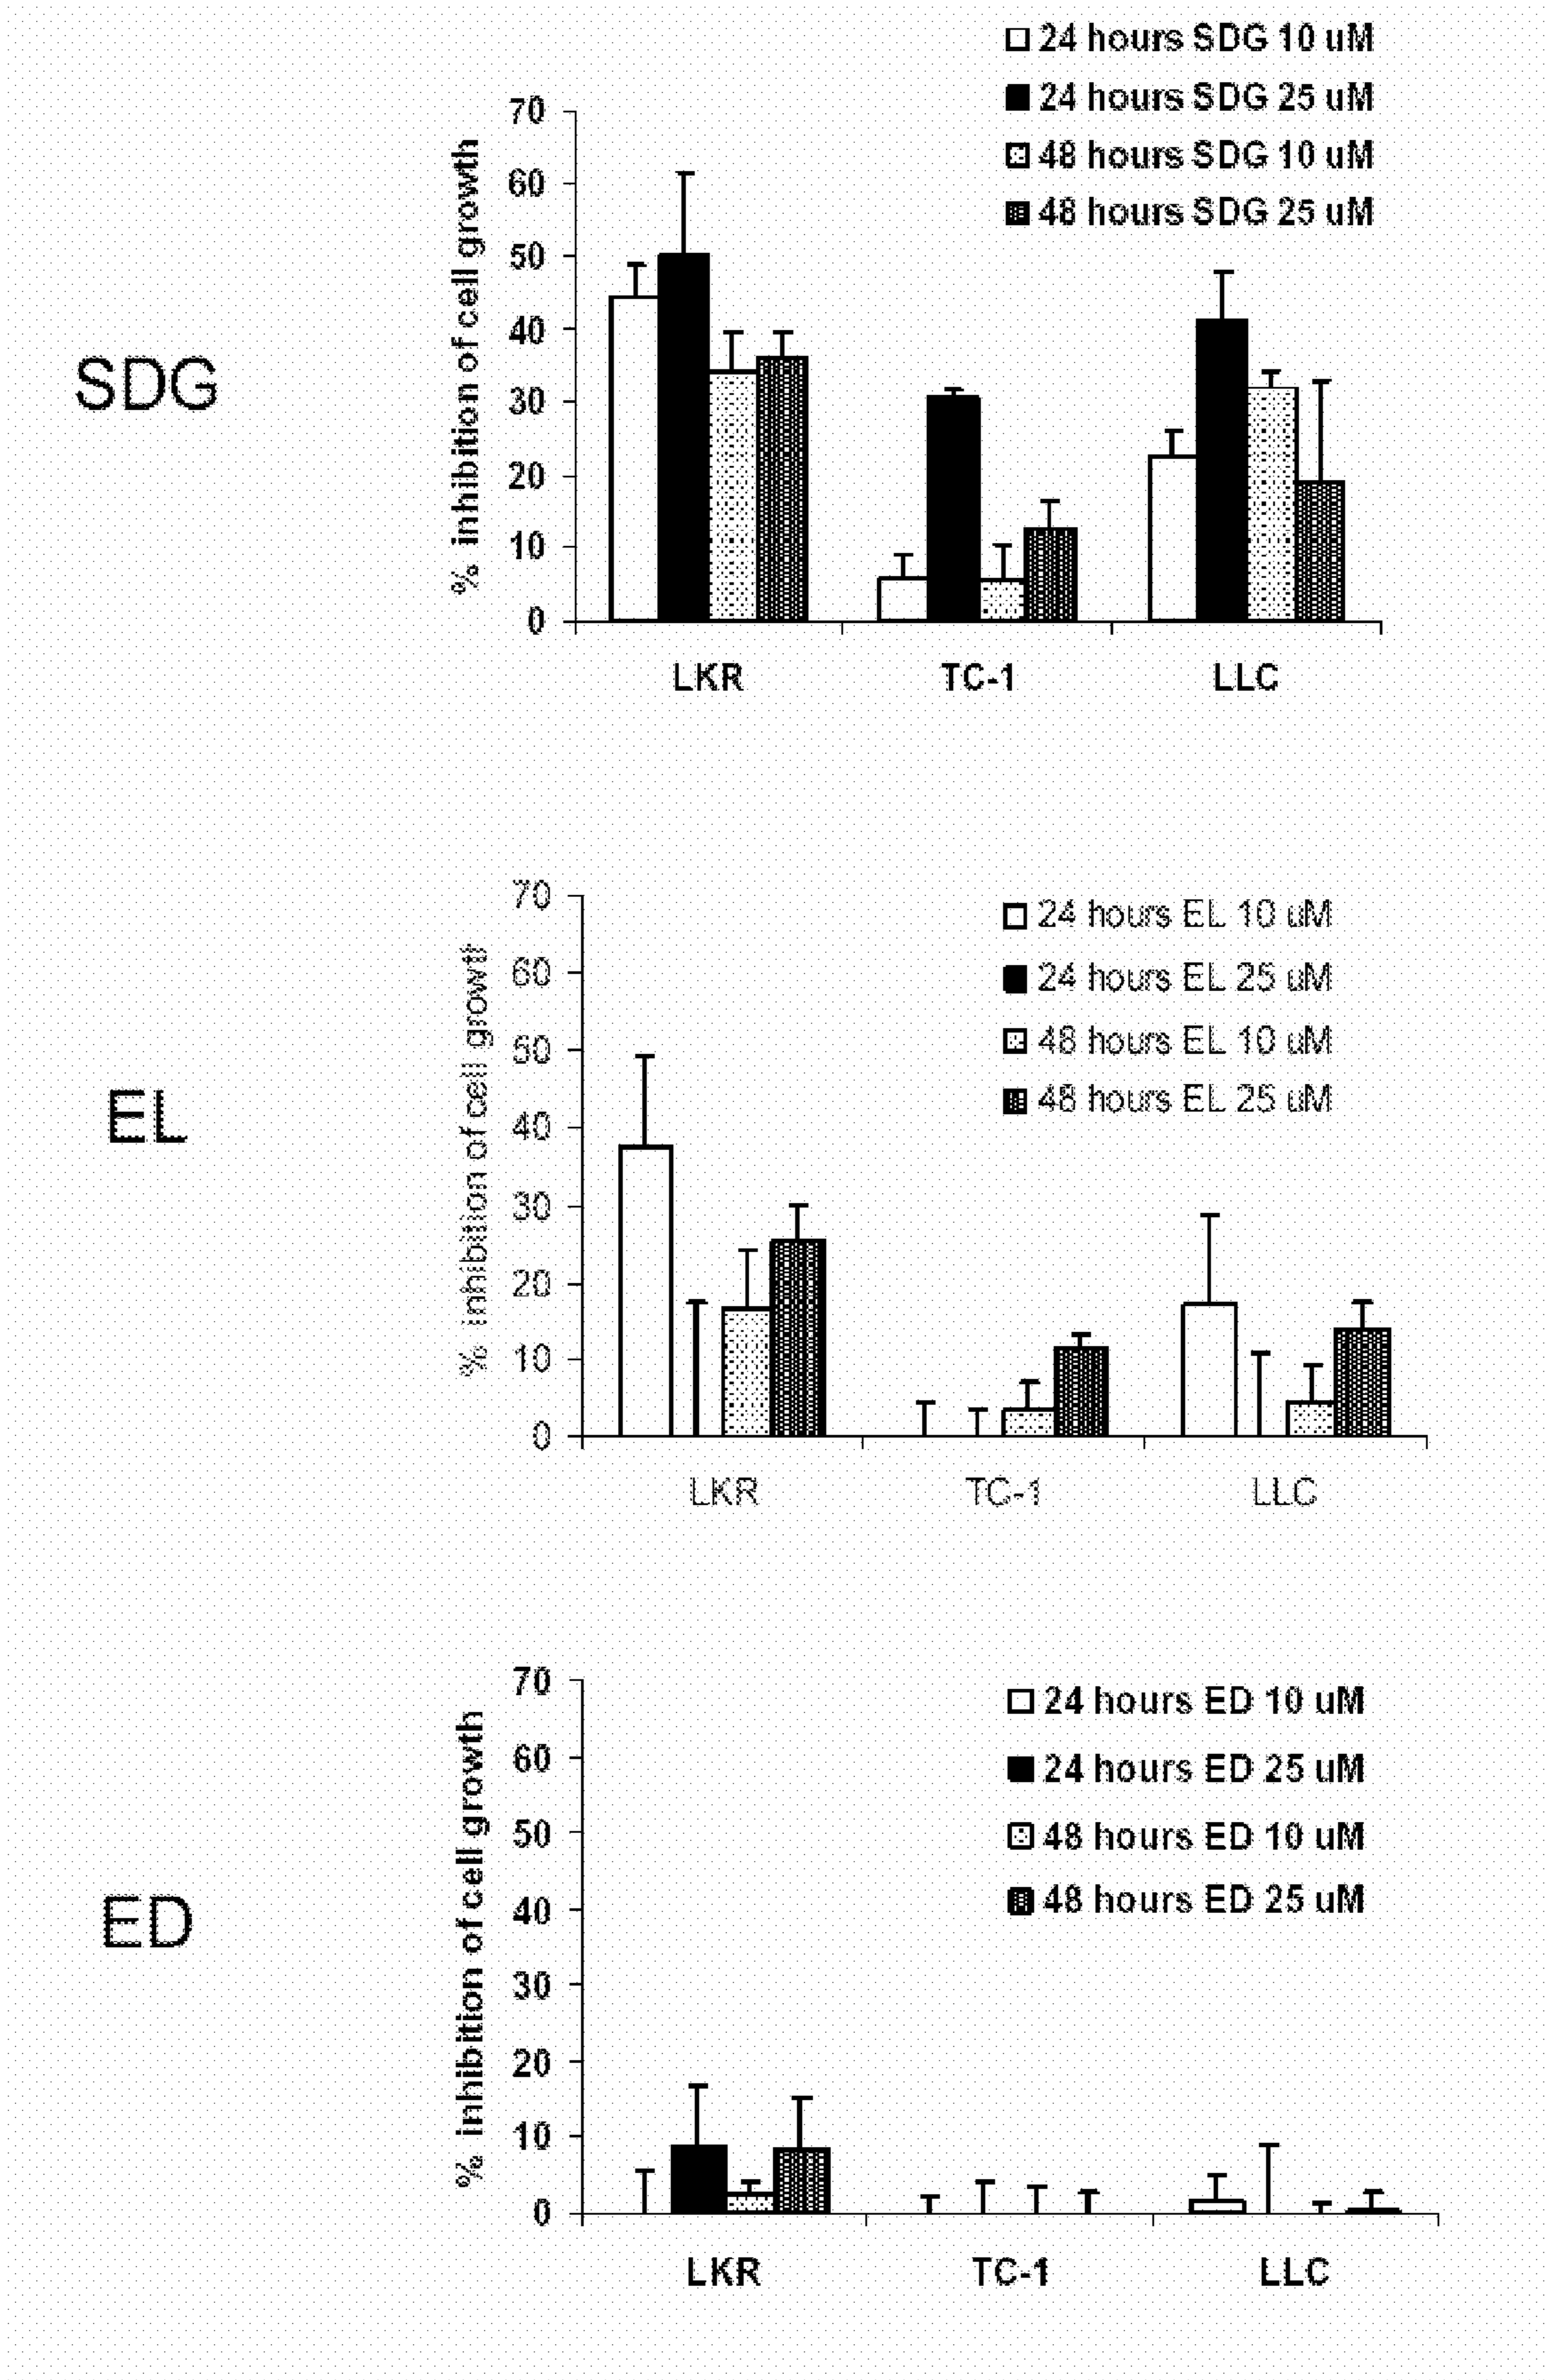 24 hours SDG 10 uM
24 hours SDG 25 uM
48 hours SDG 10 uM
48 hours SDG 25 uM
SDG
% inhibition of cell growth
70
60
50
40
30
20
10
0
LKR TC-1 LLC
24 hours EL 10 uM
24 hours EL 25 uM
48 hours EL 10 uM
48 hours EL 25 uM
EL
% inhibition of cell growth
70
60
50
40
30
20
10
0
LKR TC-1 LLC
24 hours ED 10 uM
24 hours ED 25 uM
48 hours ED 10 uM
48 hours ED 25 uM
ED
% inhibition of cell growth
70
60
50
40
30
20
10
0
LKR TC-1 LLC